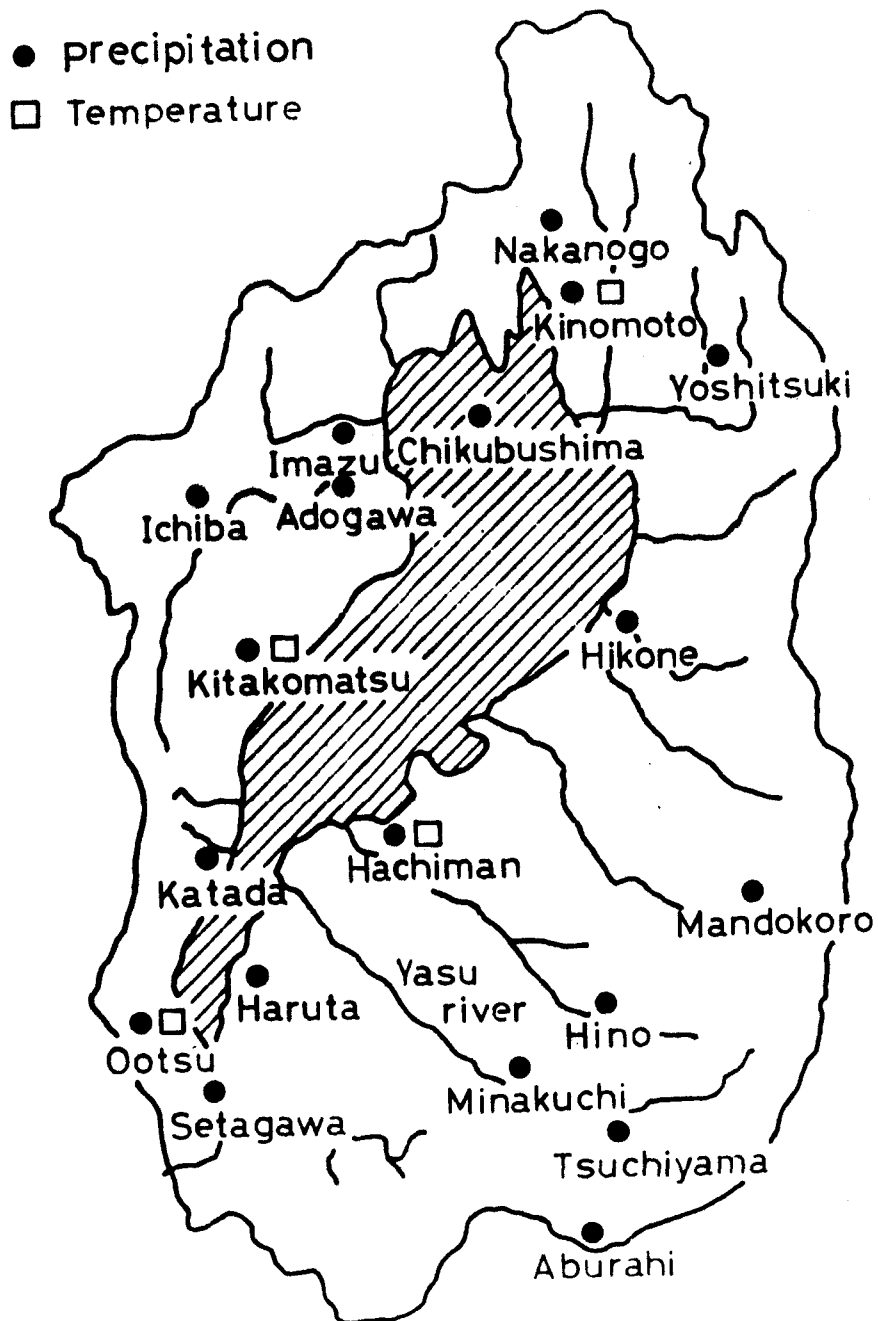 precipitation
Temperature
Nakanogo
Kinomoto
Yoshitsuki
Imazu
Chikubushima
Ichiba
Adogawa
Hikone
Kitakomatsu
Hachiman
Katada
Mandokoro
Yasu
river
Haruta
Hino
Ootsu
Minakuchi
Setagawa
Tsuchiyama
Aburahi